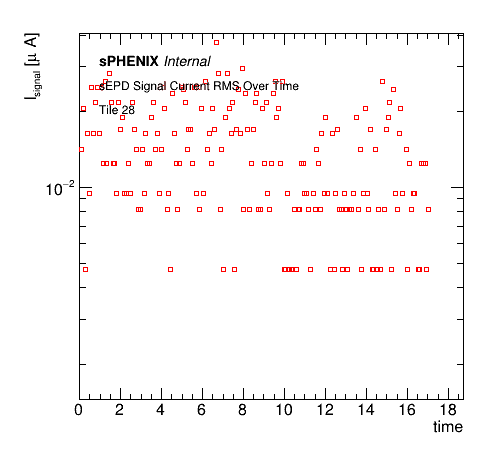 I_signal [μ A]
sPHENIX Internal
sEPD Signal Current RMS Over Time
Tile 28
10^−2
0 2 4 6 8 10 12 14 16 18
time